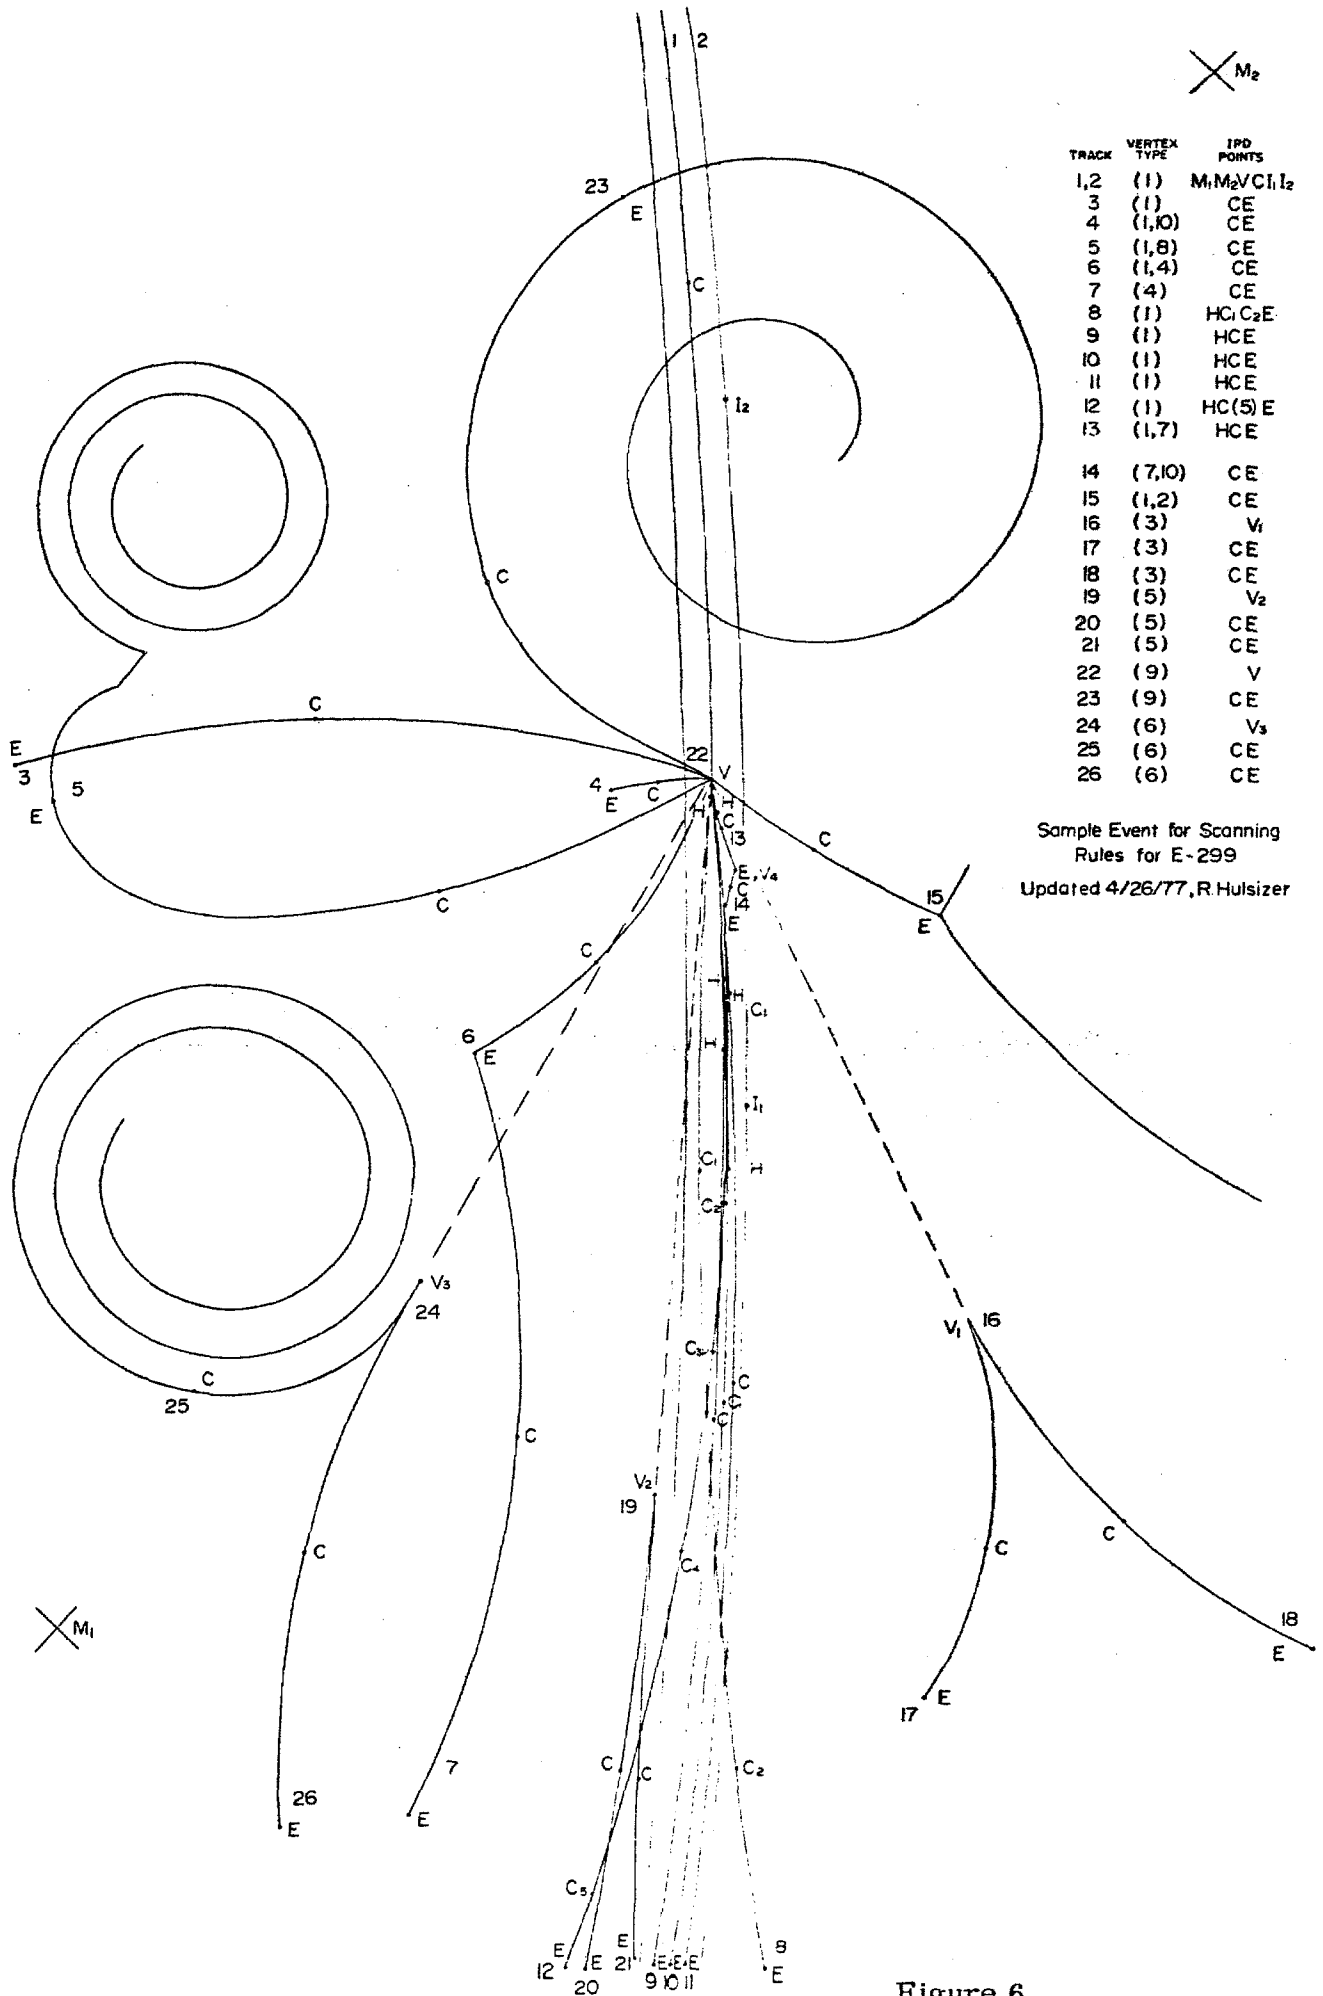 1 2
M₂
TRACK VERTEX TYPE IPD POINTS
1,2 (1) M₁M₂VCI₁I₂
3 (1) CE
4 (1,10) CE
5 (1,8) CE
6 (1,4) CE
7 (4) CE
8 (1) HC₁C₂E
9 (1) HCE
10 (1) HCE
11 (1) HCE
12 (1) HC(5)E
13 (1,7) HCE
14 (7,10) CE
15 (1,2) CE
16 (3) V₁
17 (3) CE
18 (3) CE
19 (5) V₂
20 (5) CE
21 (5) CE
22 (9) V
23 (9) CE
24 (6) V₃
25 (6) CE
26 (6) CE
Sample Event for Scanning
Rules for E-299
Updated 4/26/77, R. Hulsizer
23
E
C
I₂
C
C
E
3
5
E
22
V
4
E
C
H
H
C
13
C
E, V₄
C
14
E
15
E
C
C
6
E
I
H
C₁
H
I₁
C₁
H
C₂
V₃
24
V₁ 16
C₃
C
C
C
C
25
C
V₂
19
C
C₄
C
C
M₁
18
E
17 E
C
C
C₂
7
E
26
E
C₅
E
12
E
20
E
21
E E E
9 10 11
8
E
Figure 6